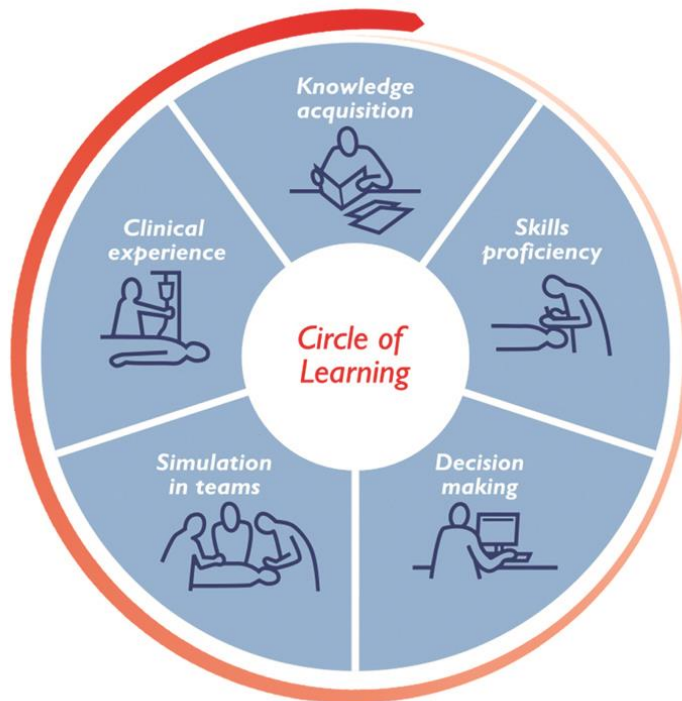 Knowledge
acquisition
Skills
proficiency
Decision
making
Simulation
in teams
Clinical
experience
Circle of
Learning